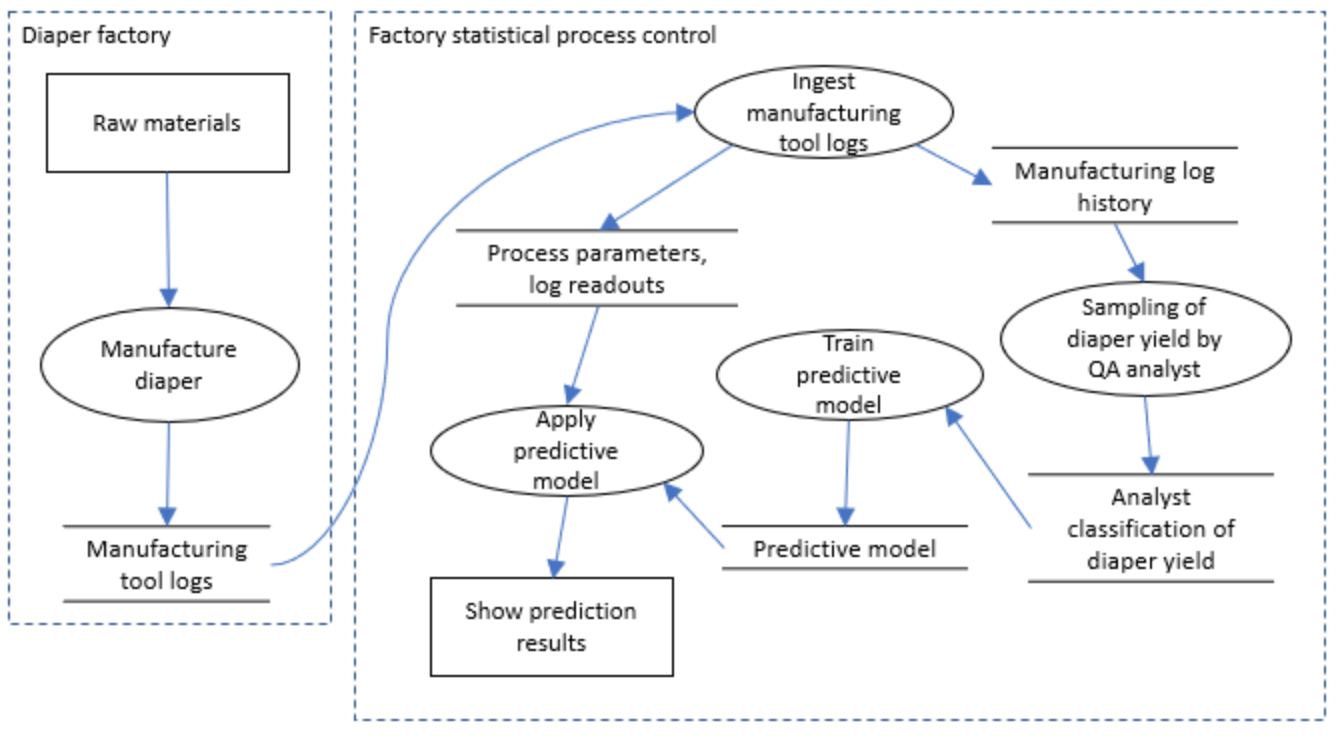 Diaper factory
Raw materials
Manufacture
diaper
Manufacturing
tool logs
Factory statistical process control
Ingest
manufacturing
tool logs
Manufacturing log
history
Process parameters,
log readouts
Sampling of
diaper yield by
QA analyst
Train
predictive
model
Apply
predictive
model
Analyst
classification of
diaper yield
Predictive model
Show prediction
results